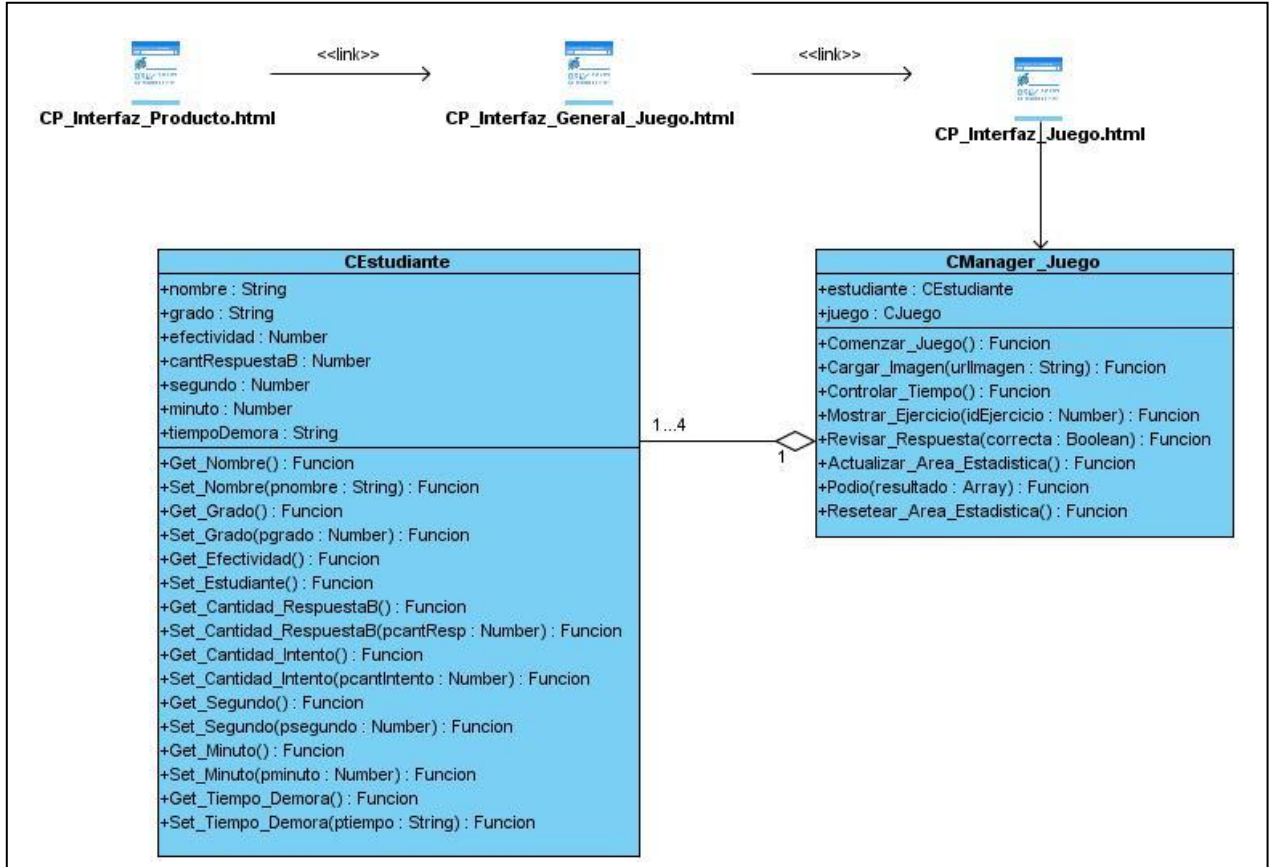 <<link>>
<<link>>
CP_Interfaz_Producto.html
CP_Interfaz_General_Juego.html
CP_Interfaz_Juego.html
CEstudiante
+nombre : String
+grado : String
+efectividad : Number
+cantRespuestaB : Number
+segundo : Number
+minuto : Number
+tiempoDemora : String
+Get_Nombre() : Funcion
+Set_Nombre(pnombre : String) : Funcion
+Get_Grado() : Funcion
+Set_Grado(pgrado : Number) : Funcion
+Get_Efectividad() : Funcion
+Set_Estudiante() : Funcion
+Get_Cantidad_RespuestaB() : Funcion
+Set_Cantidad_RespuestaB(pcantResp : Number) : Funcion
+Get_Cantidad_Intento() : Funcion
+Set_Cantidad_Intento(pcantIntento : Number) : Funcion
+Get_Segundo() : Funcion
+Set_Segundo(psegundo : Number) : Funcion
+Get_Minuto() : Funcion
+Set_Minuto(pminuto : Number) : Funcion
+Get_Tiempo_Demora() : Funcion
+Set_Tiempo_Demora(ptiempo : String) : Funcion
1...4
1
CManager_Juego
+estudiante : CEstudiante
+juego : CJuego
+Comenzar_Juego() : Funcion
+Cargar_Imagen(urlImagen : String) : Funcion
+Controlar_Tiempo() : Funcion
+Mostrar_Ejercicio(idEjercicio : Number) : Funcion
+Revisar_Respuesta(correcta : Boolean) : Funcion
+Actualizar_Area_Estadistica() : Funcion
+Podio(resultado : Array) : Funcion
+Resetear_Area_Estadistica() : Funcion